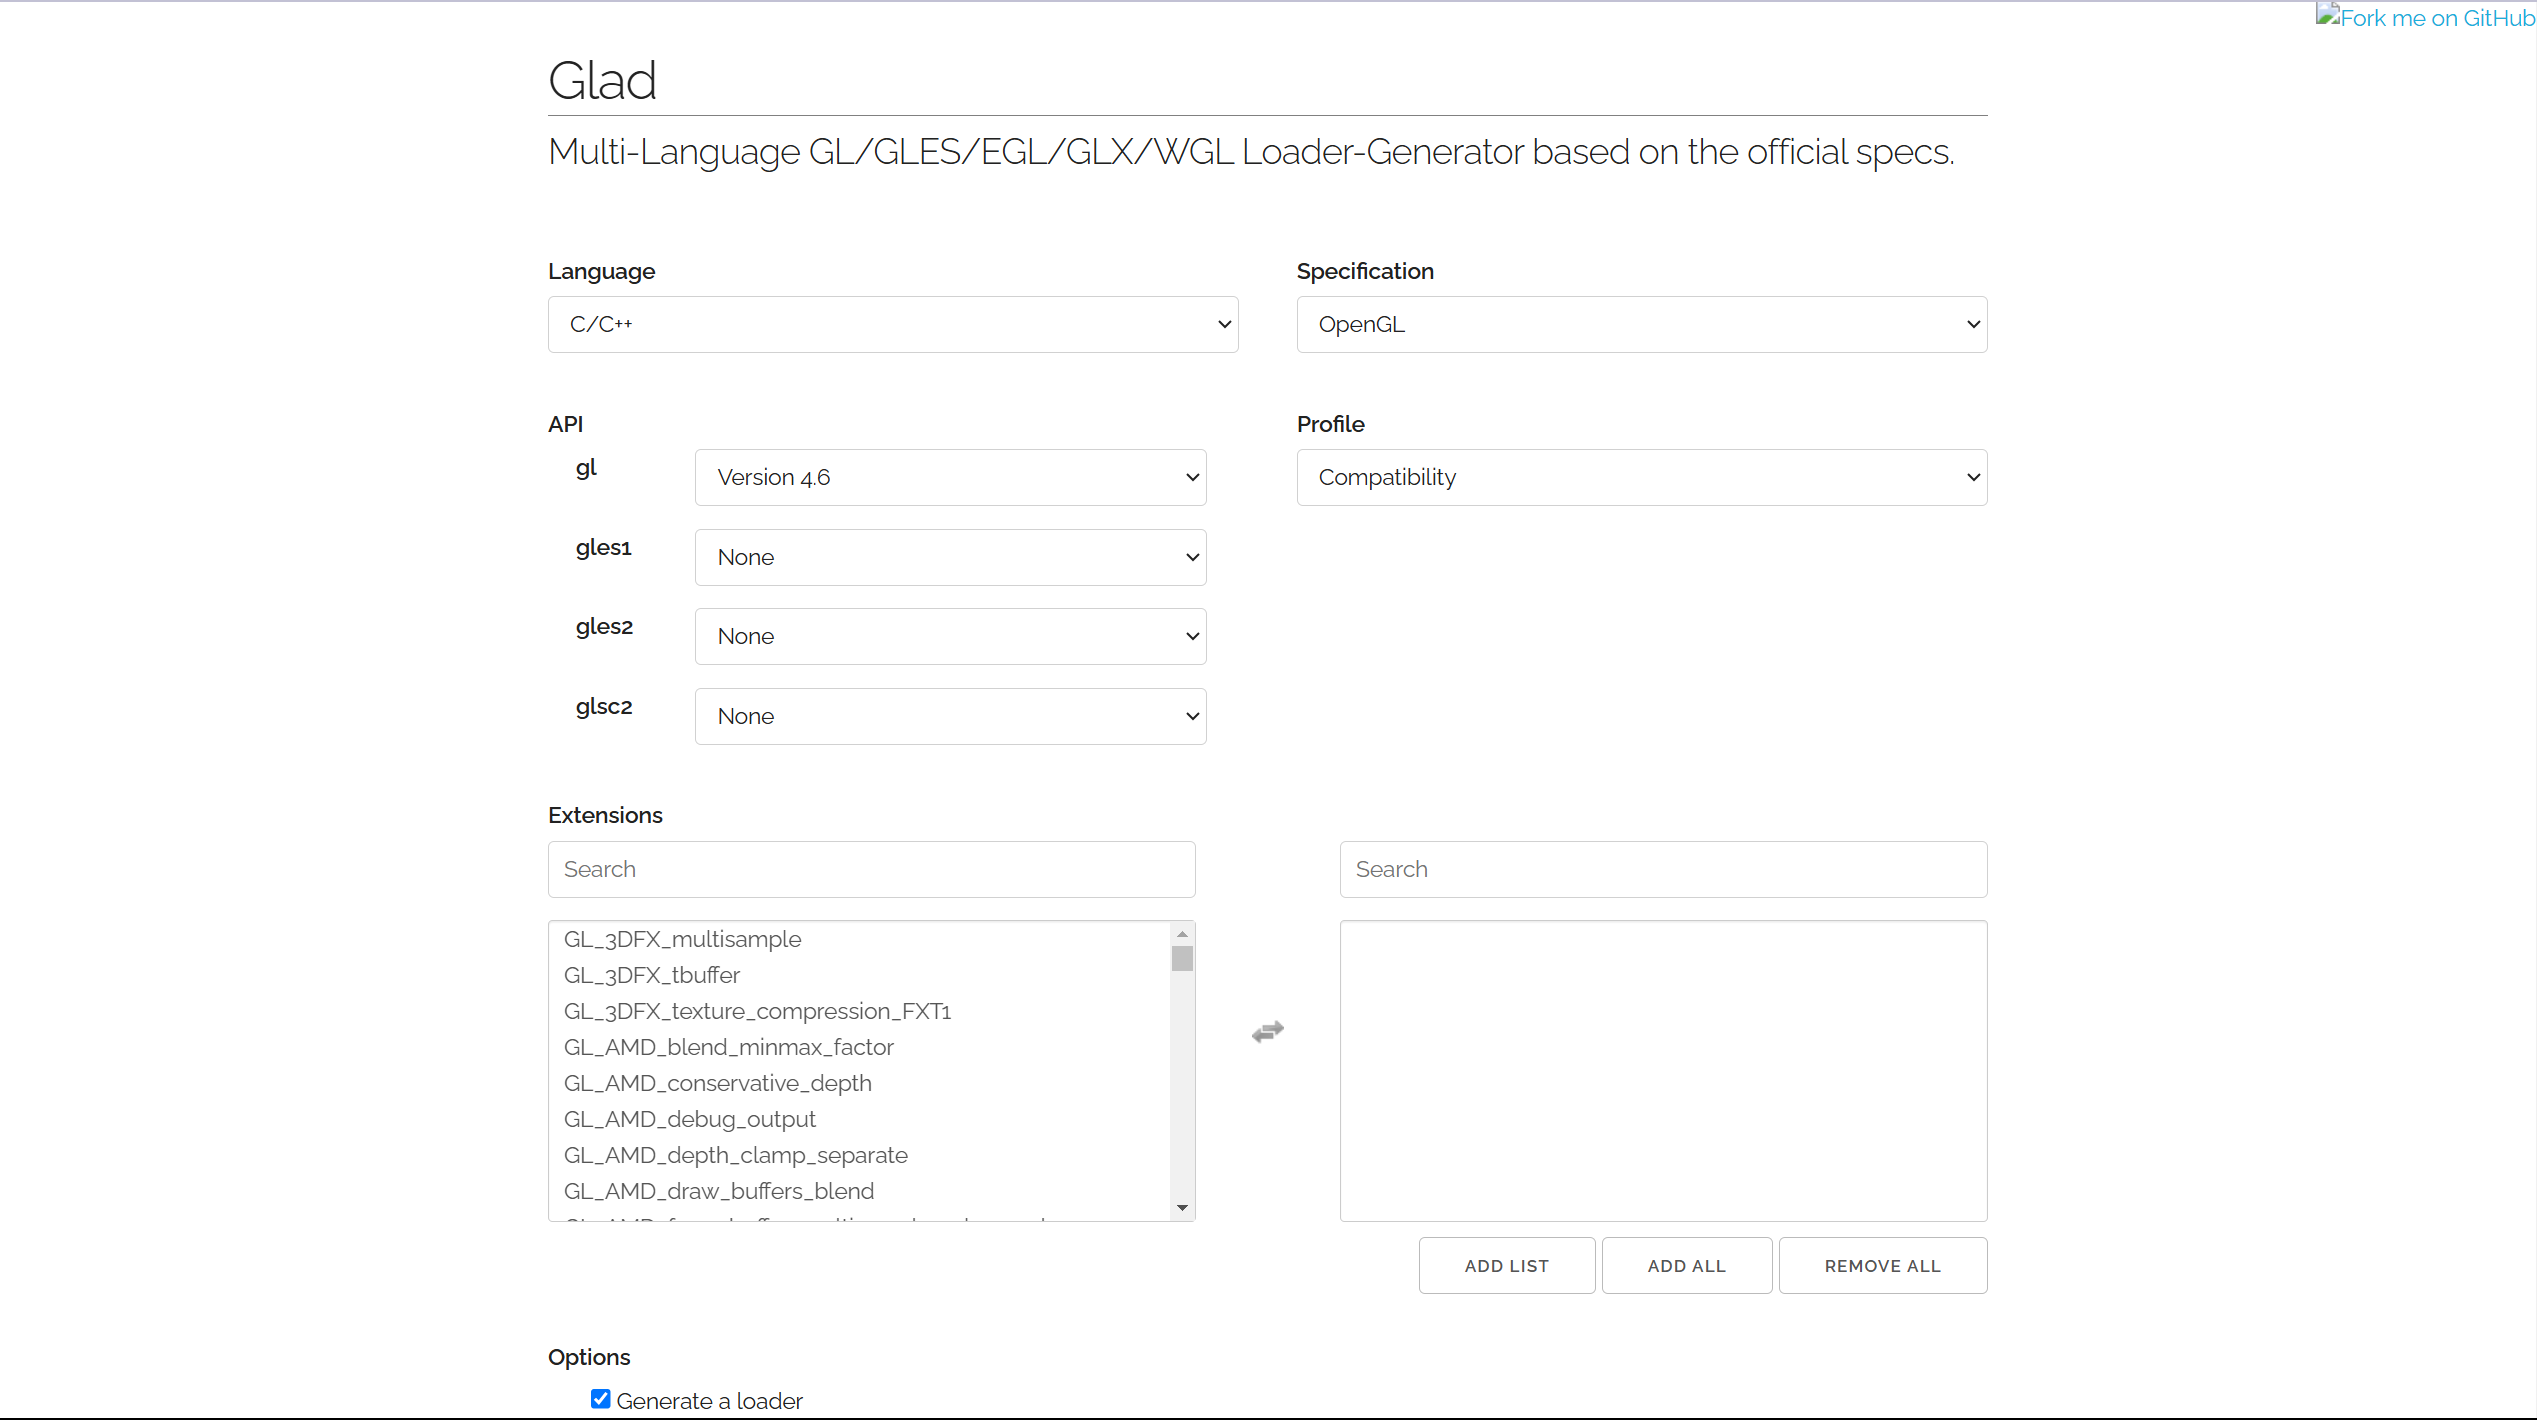 Fork me on GitHub
Glad
Multi-Language GL/GLES/EGL/GLX/WGL Loader-Generator based on the official specs.
Language
C/C++
Specification
OpenGL
API
gl
Version 4.6
gles1
None
gles2
None
glsc2
None
Profile
Compatibility
Extensions
Search
GL_3DFX_multisample
GL_3DFX_tbuffer
GL_3DFX_texture_compression_FXT1
GL_AMD_blend_minmax_factor
GL_AMD_conservative_depth
GL_AMD_debug_output
GL_AMD_depth_clamp_separate
GL_AMD_draw_buffers_blend
Search
ADD LIST
ADD ALL
REMOVE ALL
Options
Generate a loader